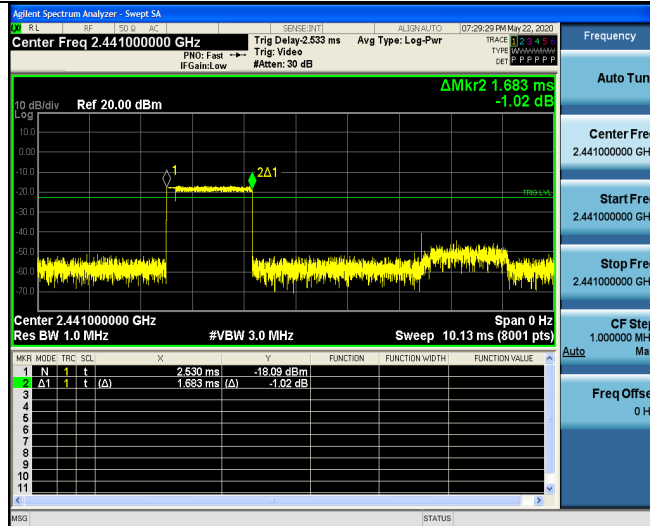 Agilent Spectrum Analyzer - Swept SA
LXI RL RF 50 Ω AC SENSE:INT ALIGN AUTO 07:29:29 PM May 22, 2020
Center Freq 2.441000000 GHz
PNO: Fast
IFGain:Low
Trig Delay-2.533 ms
Trig: Video
#Atten: 30 dB
Avg Type: Log-Pwr
TRACE 1 2 3 4 5 6
TYPE
DET P P P P P P
Frequency
ΔMkr2 1.683 ms
-1.02 dB
10 dB/div Ref 20.00 dBm
Log
10.0
0.00
-10.0
-20.0
-30.0
-40.0
-50.0
-60.0
-70.0
1
2Δ1
TRIG LVL
Center 2.441000000 GHz Span 0 Hz
Res BW 1.0 MHz #VBW 3.0 MHz Sweep 10.13 ms (8001 pts)
MKR MODE TRC SCL X Y FUNCTION FUNCTION WIDTH FUNCTION VALUE
1 N 1 t 2.530 ms -18.09 dBm
2 Δ1 1 t (Δ) 1.683 ms (Δ) -1.02 dB
3
4
5
6
7
8
9
10
11
MSG STATUS
Auto Tun
Center Fre
2.441000000 GH
Start Fre
2.441000000 GH
Stop Fre
2.441000000 GH
CF Step
1.000000 MH
Auto Ma
Freq Offse
0 H